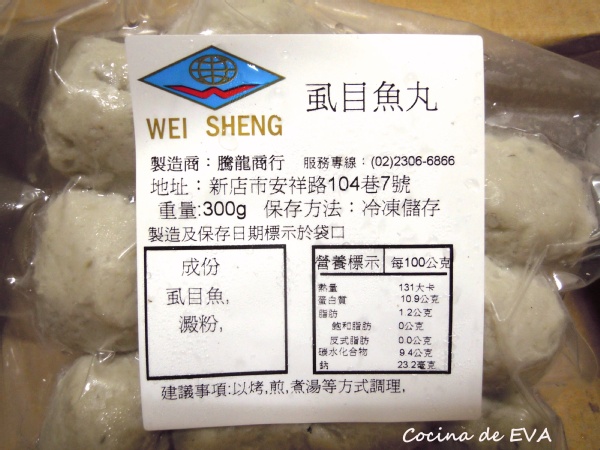 WEI SHENG
虱目魚丸
製造商：騰龍商行 服務專線：(02)2306-6866
地址：新店市安祥路104巷7號
重量:300g 保存方法：冷凍儲存
製造及保存日期標示於袋口
成份
虱目魚,
澱粉,
營養標示 每100公克
熱量 131大卡
蛋白質 10.9公克
脂肪 1.2公克
飽和脂肪 0公克
反式脂肪 0.0公克
碳水化合物 9.4公克
鈉 23.2毫克
建議事項:以烤,煎,煮湯等方式調理,
Cocina de EVA